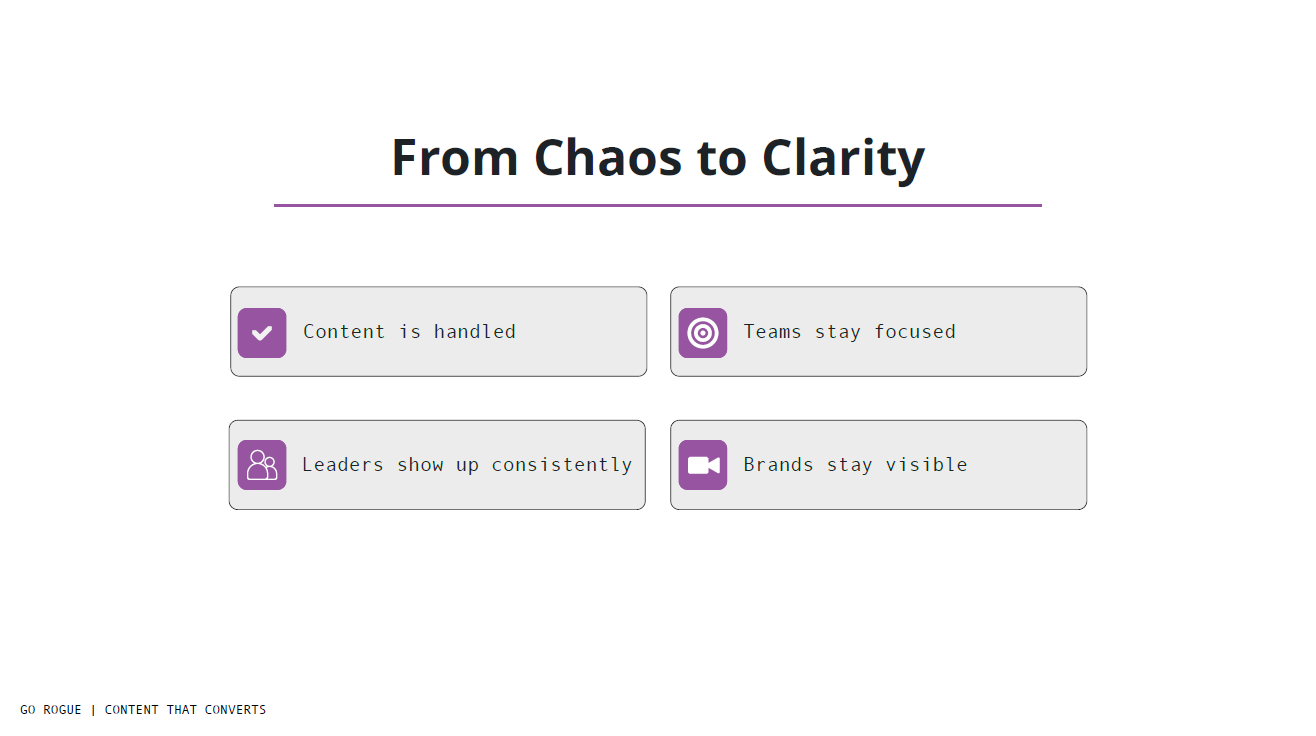 From Chaos to Clarity
Content is handled
Teams stay focused
Leaders show up consistently
Brands stay visible
GO ROGUE | CONTENT THAT CONVERTS